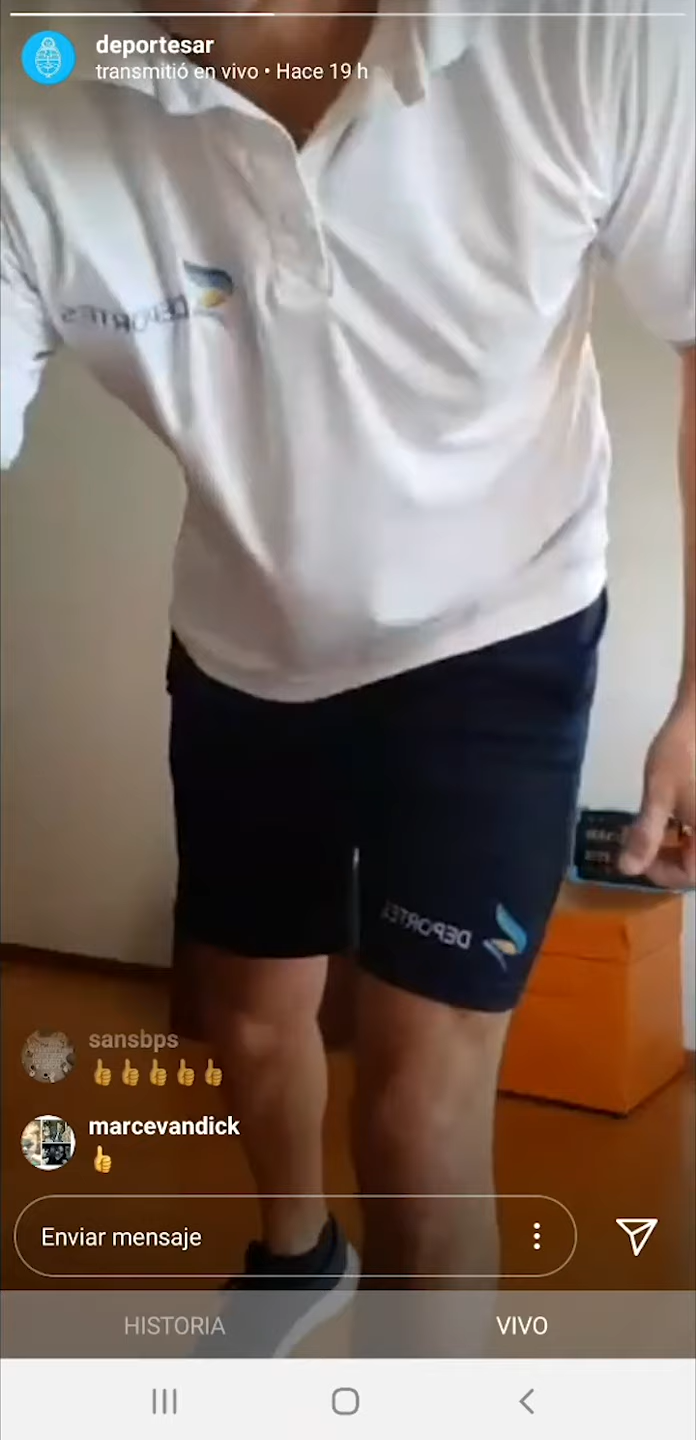 deportesar
transmitió en vivo • Hace 19 h
DEPORTES
DEPORTES
sansbps
👍👍👍👍👍
marcevandick
👍
Enviar mensaje
HISTORIA
VIVO